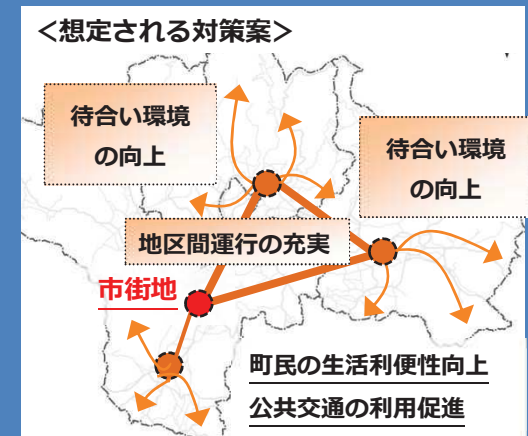 ＜想定される対策案＞
待合い環境
の向上
待合い環境
の向上
地区間運行の充実
市街地
町民の生活利便性向上
公共交通の利用促進